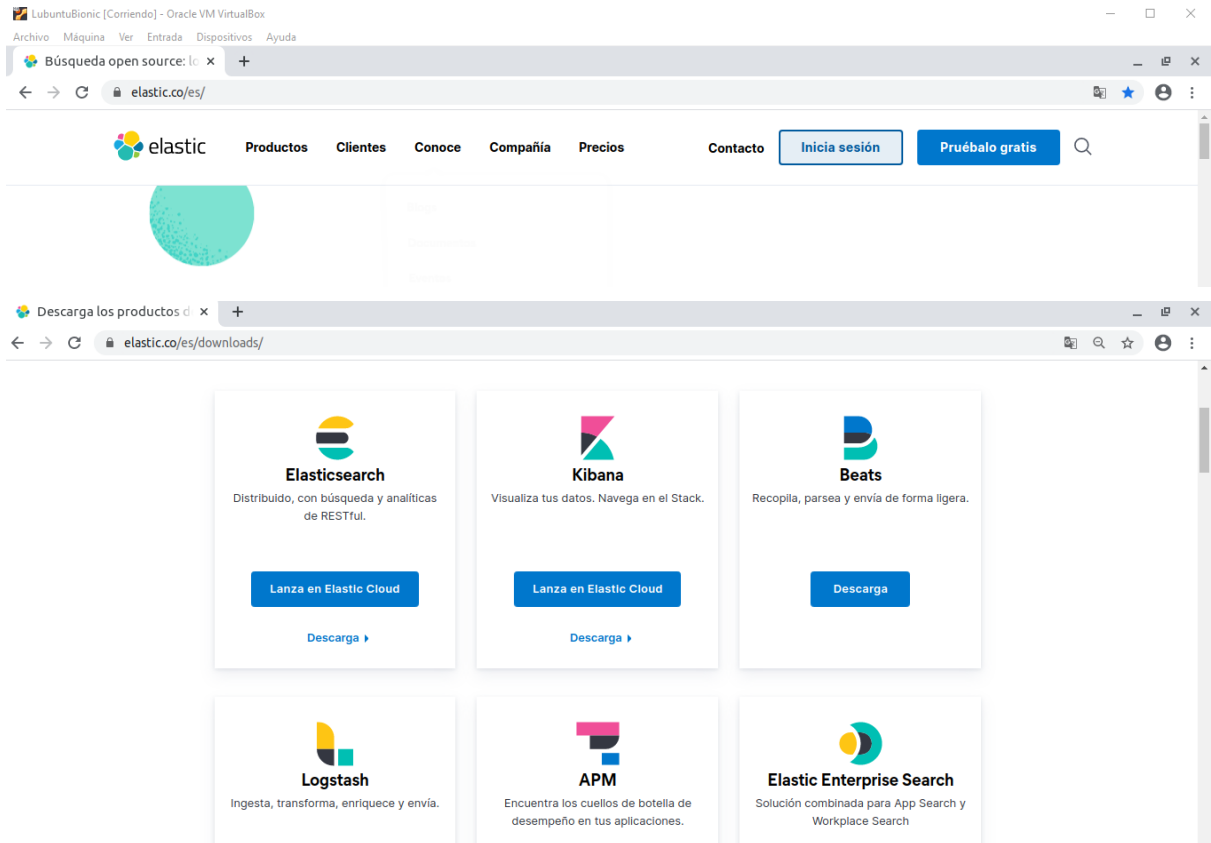 LubuntuBionic [Corriendo] - Oracle VM VirtualBox
Archivo Máquina Ver Entrada Dispositivos Ayuda
Búsqueda open source: lo
elastic.co/es/
elastic Productos Clientes Conoce Compañía Precios Contacto Inicia sesión Pruébalo gratis
Descarga los productos d
elastic.co/es/downloads/
Elasticsearch
Distribuido, con búsqueda y analíticas
de RESTful.
Lanza en Elastic Cloud
Descarga
Kibana
Visualiza tus datos. Navega en el Stack.
Lanza en Elastic Cloud
Descarga
Beats
Recopila, parsea y envía de forma ligera.
Descarga
Logstash
Ingesta, transforma, enriquece y envía.
APM
Encuentra los cuellos de botella de
desempeño en tus aplicaciones.
Elastic Enterprise Search
Solución combinada para App Search y
Workplace Search